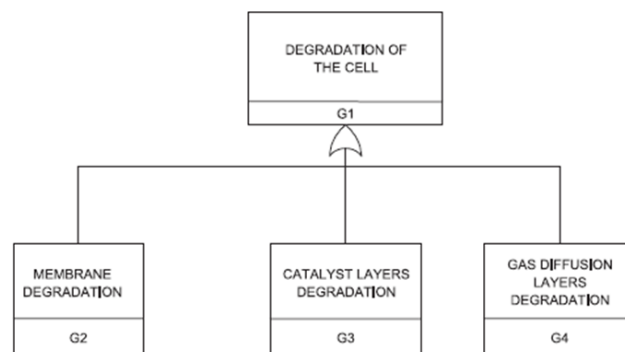 DEGRADATION OF
THE CELL
G1
MEMBRANE
DEGRADATION
G2
CATALYST LAYERS
DEGRADATION
G3
GAS DIFFUSION
LAYERS
DEGRADATION
G4